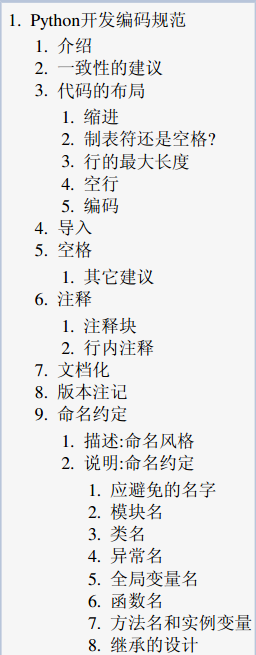 1. Python开发编码规范
1. 介绍
2. 一致性的建议
3. 代码的布局
1. 缩进
2. 制表符还是空格?
3. 行的最大长度
4. 空行
5. 编码
4. 导入
5. 空格
1. 其它建议
6. 注释
1. 注释块
2. 行内注释
7. 文档化
8. 版本注记
9. 命名约定
1. 描述:命名风格
2. 说明:命名约定
1. 应避免的名字
2. 模块名
3. 类名
4. 异常名
5. 全局变量名
6. 函数名
7. 方法名和实例变量
8. 继承的设计